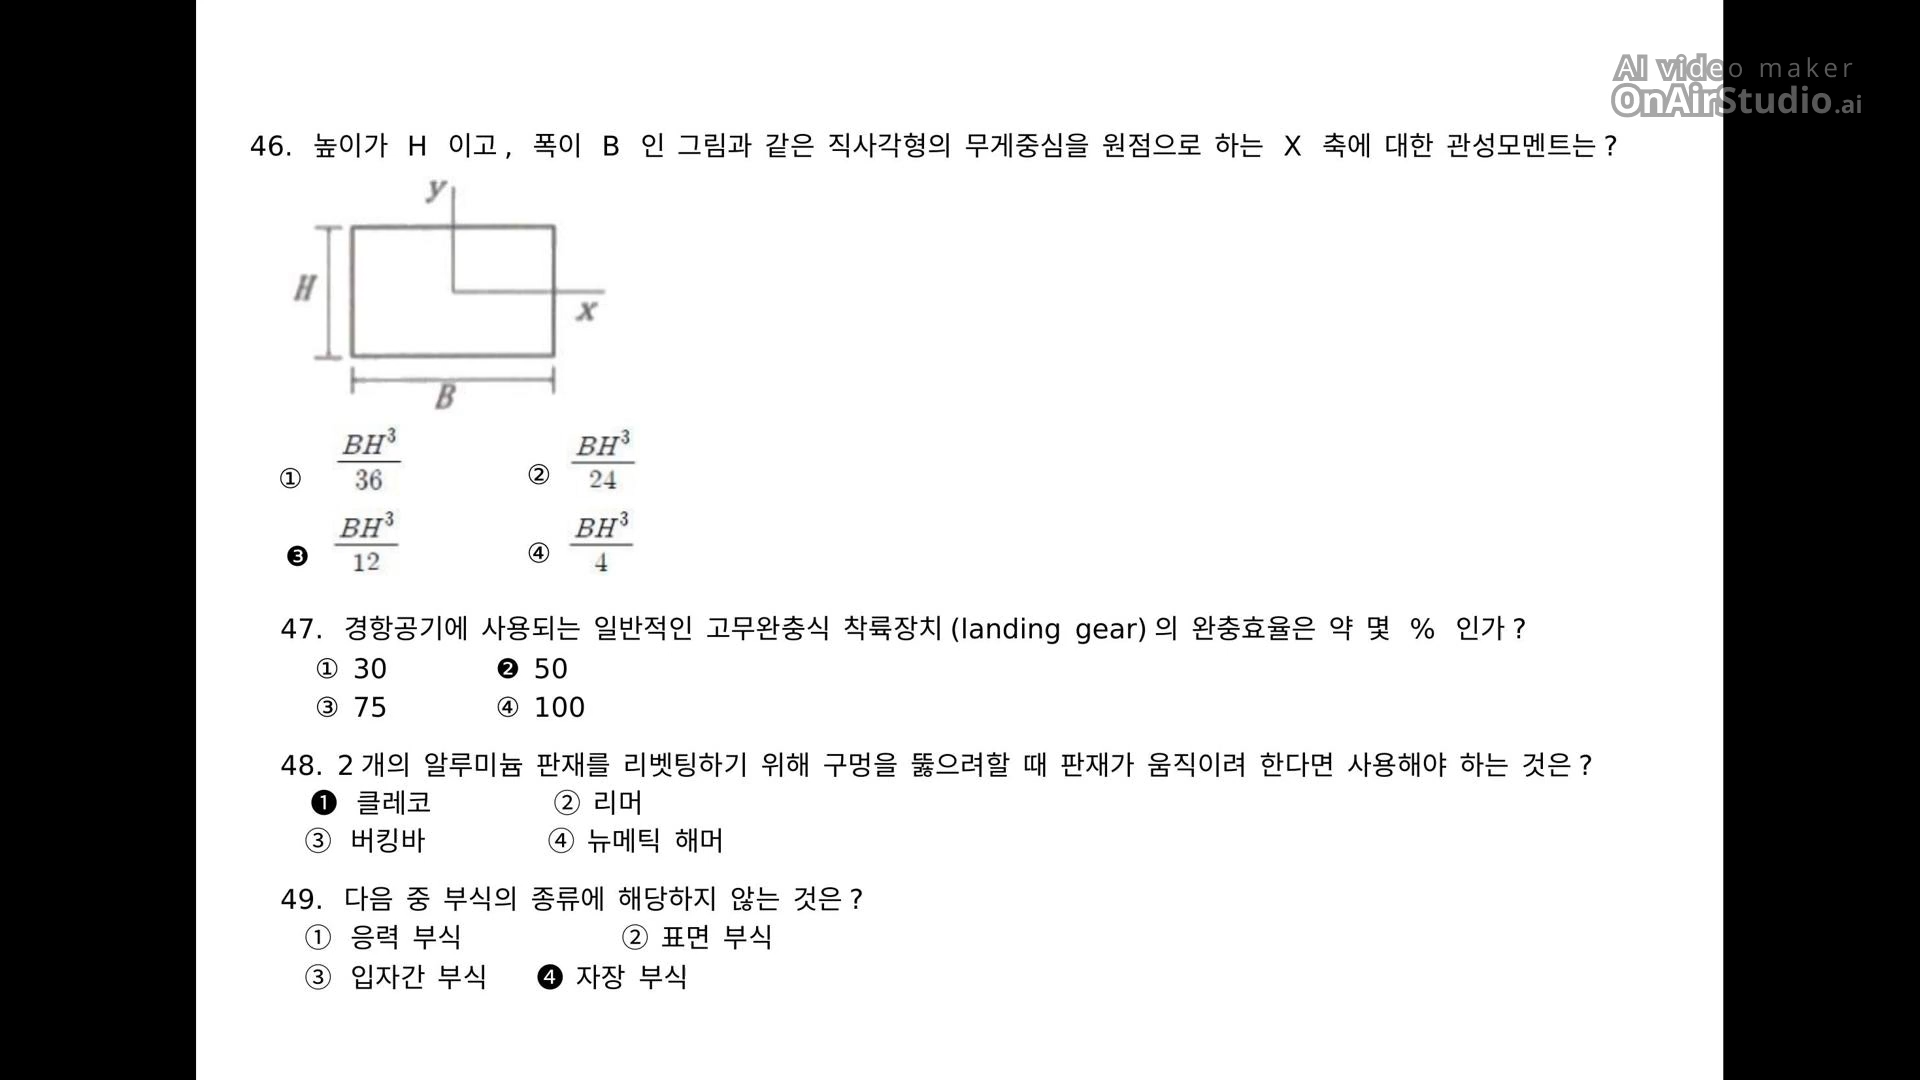 AI video maker
OnAirStudio.ai
46. 높이가 H 이고, 폭이 B 인 그림과 같은 직사각형의 무게중심을 원점으로 하는 X 축에 대한 관성모멘트는?
y
H
x
B
① BH³/36 ② BH³/24
❸ BH³/12 ④ BH³/4
47. 경항공기에 사용되는 일반적인 고무완충식 착륙장치(landing gear)의 완충효율은 약 몇 % 인가?
① 30 ❷ 50
③ 75 ④ 100
48. 2개의 알루미늄 판재를 리벳팅하기 위해 구멍을 뚫으려할 때 판재가 움직이려 한다면 사용해야 하는 것은?
❶ 클레코 ② 리머
③ 버킹바 ④ 뉴메틱 해머
49. 다음 중 부식의 종류에 해당하지 않는 것은?
① 응력 부식 ② 표면 부식
③ 입자간 부식 ❹ 자장 부식